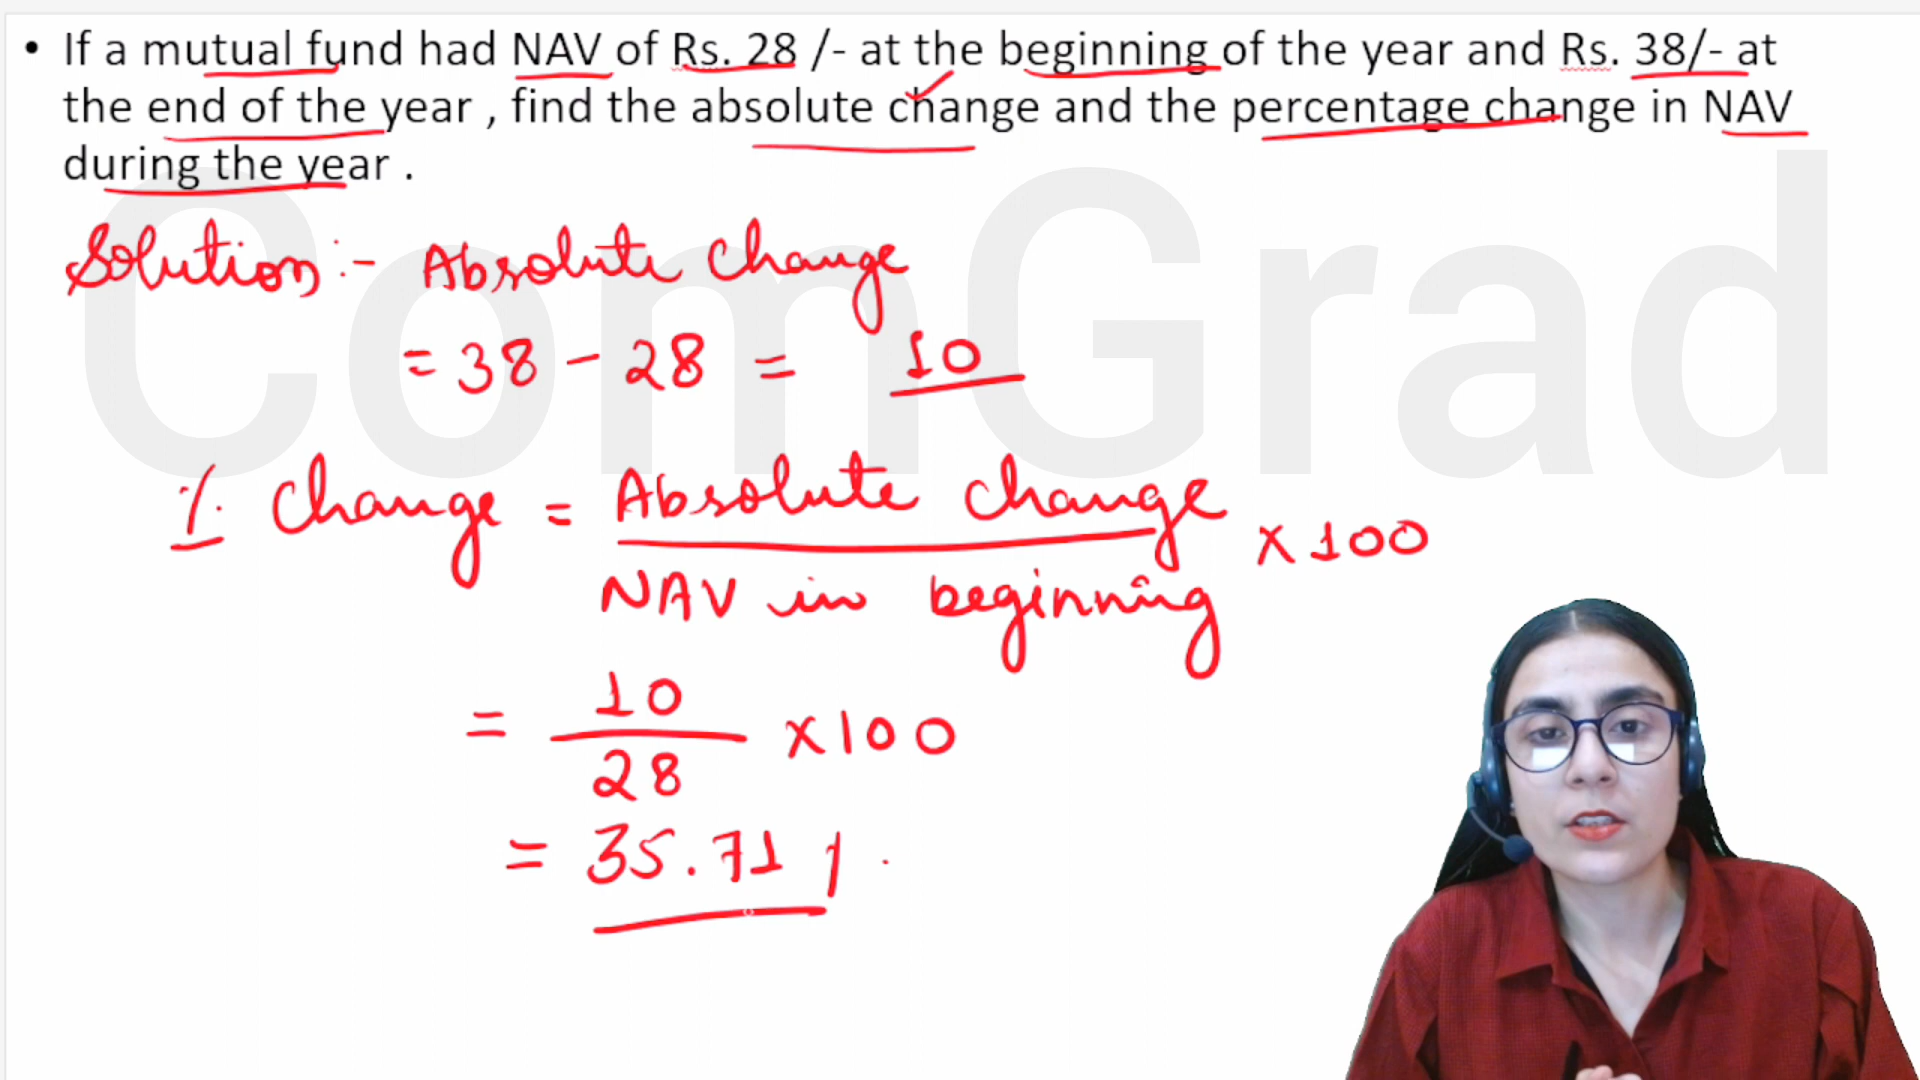 • If a mutual fund had NAV of Rs. 28 /- at the beginning of the year and Rs. 38/- at
the end of the year , find the absolute change and the percentage change in NAV
during the year .
ComGrad
Solution:- Absolute change
= 38 - 28 = 10
% Change = Absolute change / NAV in beginning × 100
= 10 / 28 × 100
= 35.71 %